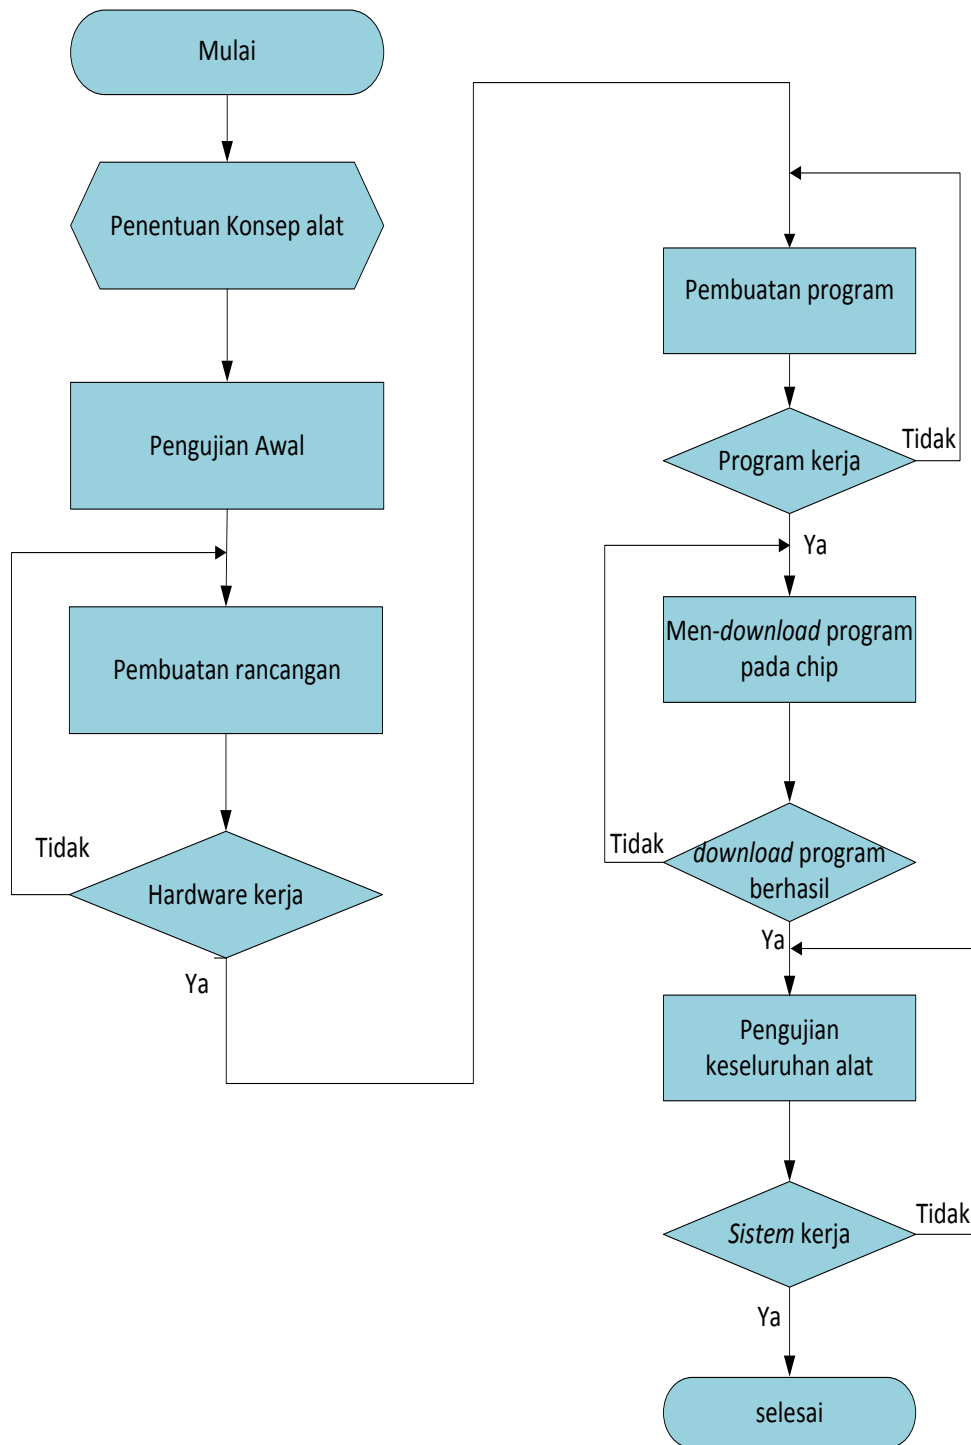 Mulai
Penentuan Konsep alat
Pengujian Awal
Pembuatan rancangan
Tidak
Hardware kerja
Ya
Pembuatan program
Tidak
Program kerja
Ya
Men-download program
pada chip
Tidak
download program
berhasil
Ya
Pengujian
keseluruhan alat
Tidak
Sistem kerja
Ya
selesai